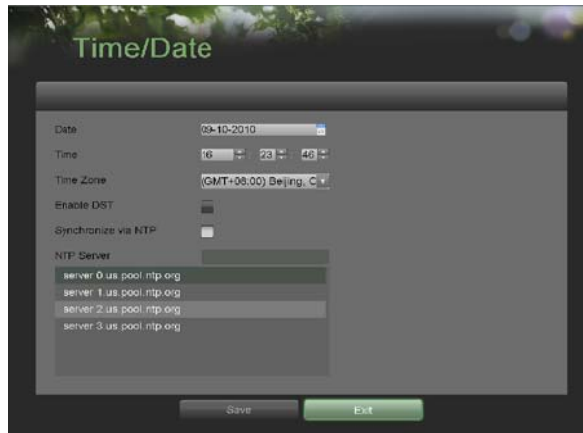 Time/Date
Date 09-10-2010
Time 16 : 23 : 46
Time Zone (GMT+08:00) Beijing, C
Enable DST
Synchronize via NTP
NTP Server
server 0.us.pool.ntp.org
server 1.us.pool.ntp.org
server 2.us.pool.ntp.org
server 3.us.pool.ntp.org
Save Exit